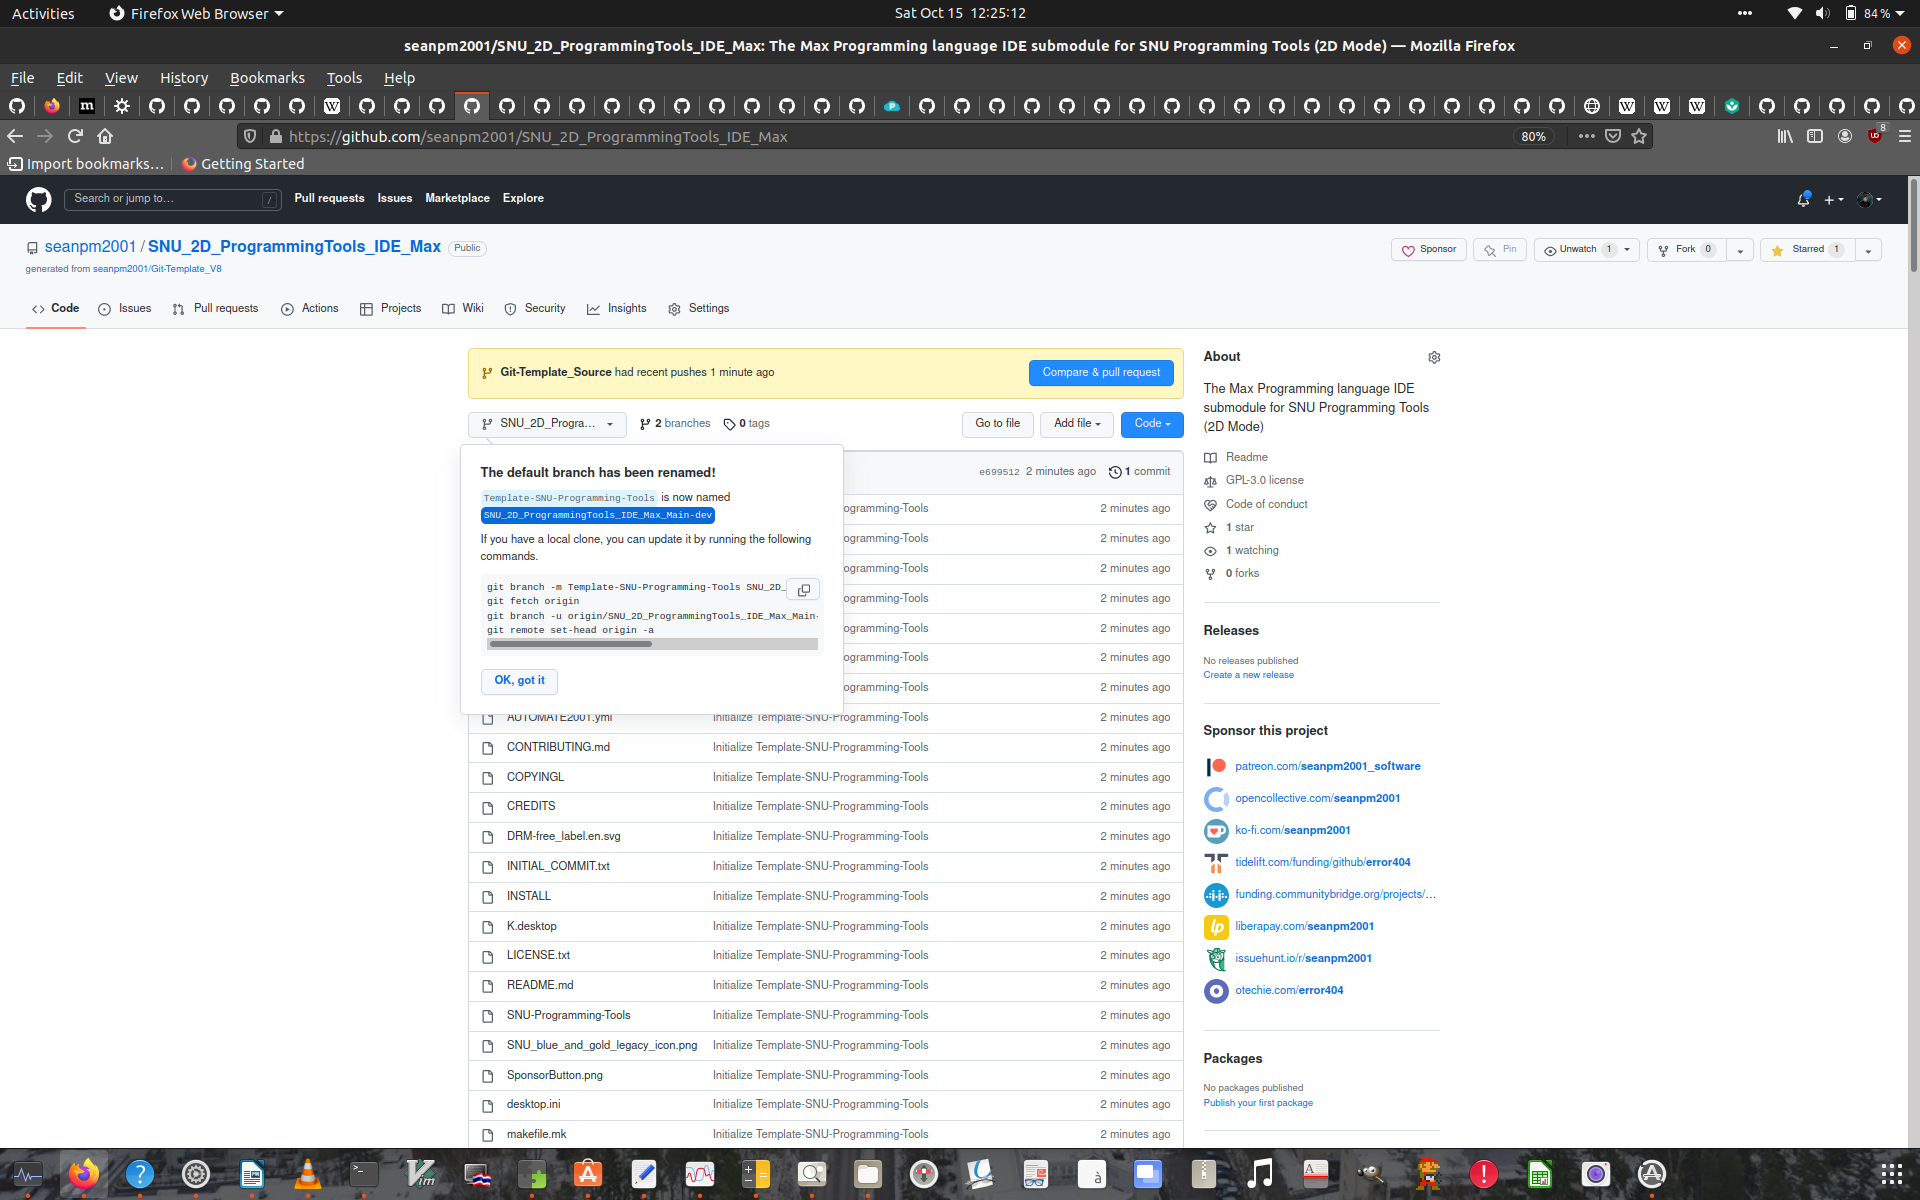 Activities
Firefox Web Browser
Sat Oct 15 12:25:12
84 %
seanpm2001/SNU_2D_ProgrammingTools_IDE_Max: The Max Programming language IDE submodule for SNU Programming Tools (2D Mode) — Mozilla Firefox
File Edit View History Bookmarks Tools Help
https://github.com/seanpm2001/SNU_2D_ProgrammingTools_IDE_Max
80%
8
Import bookmarks…
Getting Started
Search or jump to…
/
Pull requests Issues Marketplace Explore
seanpm2001 / SNU_2D_ProgrammingTools_IDE_Max
Public
generated from seanpm2001/Git-Template_V8
Sponsor
Pin
Unwatch 1
Fork 0
Starred 1
Code
Issues
Pull requests
Actions
Projects
Wiki
Security
Insights
Settings
Git-Template_Source had recent pushes 1 minute ago
Compare & pull request
SNU_2D_Progra…
2 branches
0 tags
Go to file
Add file
Code
The default branch has been renamed!
Template-SNU-Programming-Tools is now named
SNU_2D_ProgrammingTools_IDE_Max_Main-dev
If you have a local clone, you can update it by running the following
commands.
git branch -m Template-SNU-Programming-Tools SNU_2D_
git fetch origin
git branch -u origin/SNU_2D_ProgrammingTools_IDE_Max_Main-
git remote set-head origin -a
OK, got it
e699512 2 minutes ago
1 commit
ogramming-Tools 2 minutes ago
ogramming-Tools 2 minutes ago
ogramming-Tools 2 minutes ago
ogramming-Tools 2 minutes ago
ogramming-Tools 2 minutes ago
ogramming-Tools 2 minutes ago
ogramming-Tools 2 minutes ago
AUTOMATE2001.yml Initialize Template-SNU-Programming-Tools 2 minutes ago
CONTRIBUTING.md Initialize Template-SNU-Programming-Tools 2 minutes ago
COPYINGL Initialize Template-SNU-Programming-Tools 2 minutes ago
CREDITS Initialize Template-SNU-Programming-Tools 2 minutes ago
DRM-free_label.en.svg Initialize Template-SNU-Programming-Tools 2 minutes ago
INITIAL_COMMIT.txt Initialize Template-SNU-Programming-Tools 2 minutes ago
INSTALL Initialize Template-SNU-Programming-Tools 2 minutes ago
K.desktop Initialize Template-SNU-Programming-Tools 2 minutes ago
LICENSE.txt Initialize Template-SNU-Programming-Tools 2 minutes ago
README.md Initialize Template-SNU-Programming-Tools 2 minutes ago
SNU-Programming-Tools Initialize Template-SNU-Programming-Tools 2 minutes ago
SNU_blue_and_gold_legacy_icon.png Initialize Template-SNU-Programming-Tools 2 minutes ago
SponsorButton.png Initialize Template-SNU-Programming-Tools 2 minutes ago
desktop.ini Initialize Template-SNU-Programming-Tools 2 minutes ago
makefile.mk Initialize Template-SNU-Programming-Tools 2 minutes ago
About
The Max Programming language IDE
submodule for SNU Programming Tools
(2D Mode)
Readme
GPL-3.0 license
Code of conduct
1 star
1 watching
0 forks
Releases
No releases published
Create a new release
Sponsor this project
patreon.com/seanpm2001_software
opencollective.com/seanpm2001
ko-fi.com/seanpm2001
tidelift.com/funding/github/error404
funding.communitybridge.org/projects/…
liberapay.com/seanpm2001
issuehunt.io/r/seanpm2001
otechie.com/error404
Packages
No packages published
Publish your first package